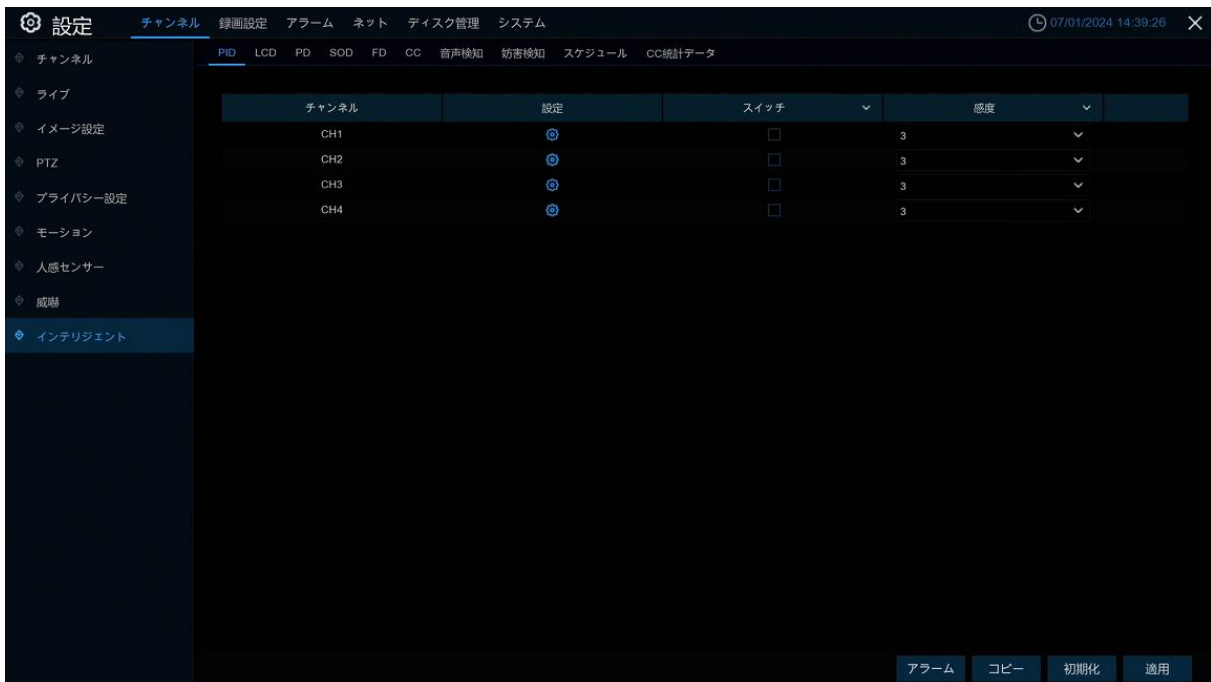 設定 チャンネル 録画設定 アラーム ネット ディスク管理 システム 07/01/2024 14:39:26
PID LCD PD SOD FD CC 音声検知 妨害検知 スケジュール CC統計データ
チャンネル
ライブ
イメージ設定
PTZ
プライバシー設定
モーション
人感センサー
威嚇
インテリジェント
チャンネル 設定 スイッチ 感度
CH1 3
CH2 3
CH3 3
CH4 3
アラーム コピー 初期化 適用